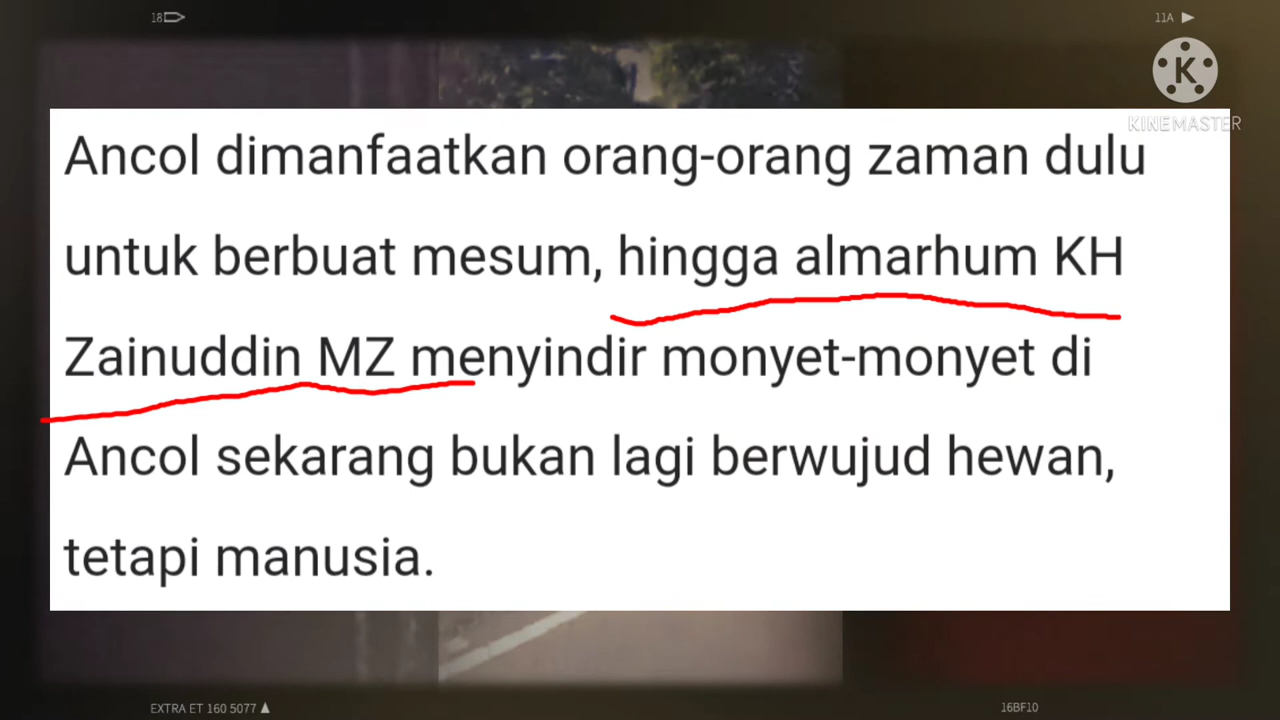 18
11A
K
KINEMASTER
Ancol dimanfaatkan orang-orang zaman dulu
untuk berbuat mesum, hingga almarhum KH
Zainuddin MZ menyindir monyet-monyet di
Ancol sekarang bukan lagi berwujud hewan,
tetapi manusia.
EXTRA ET 160 5077
16BF10